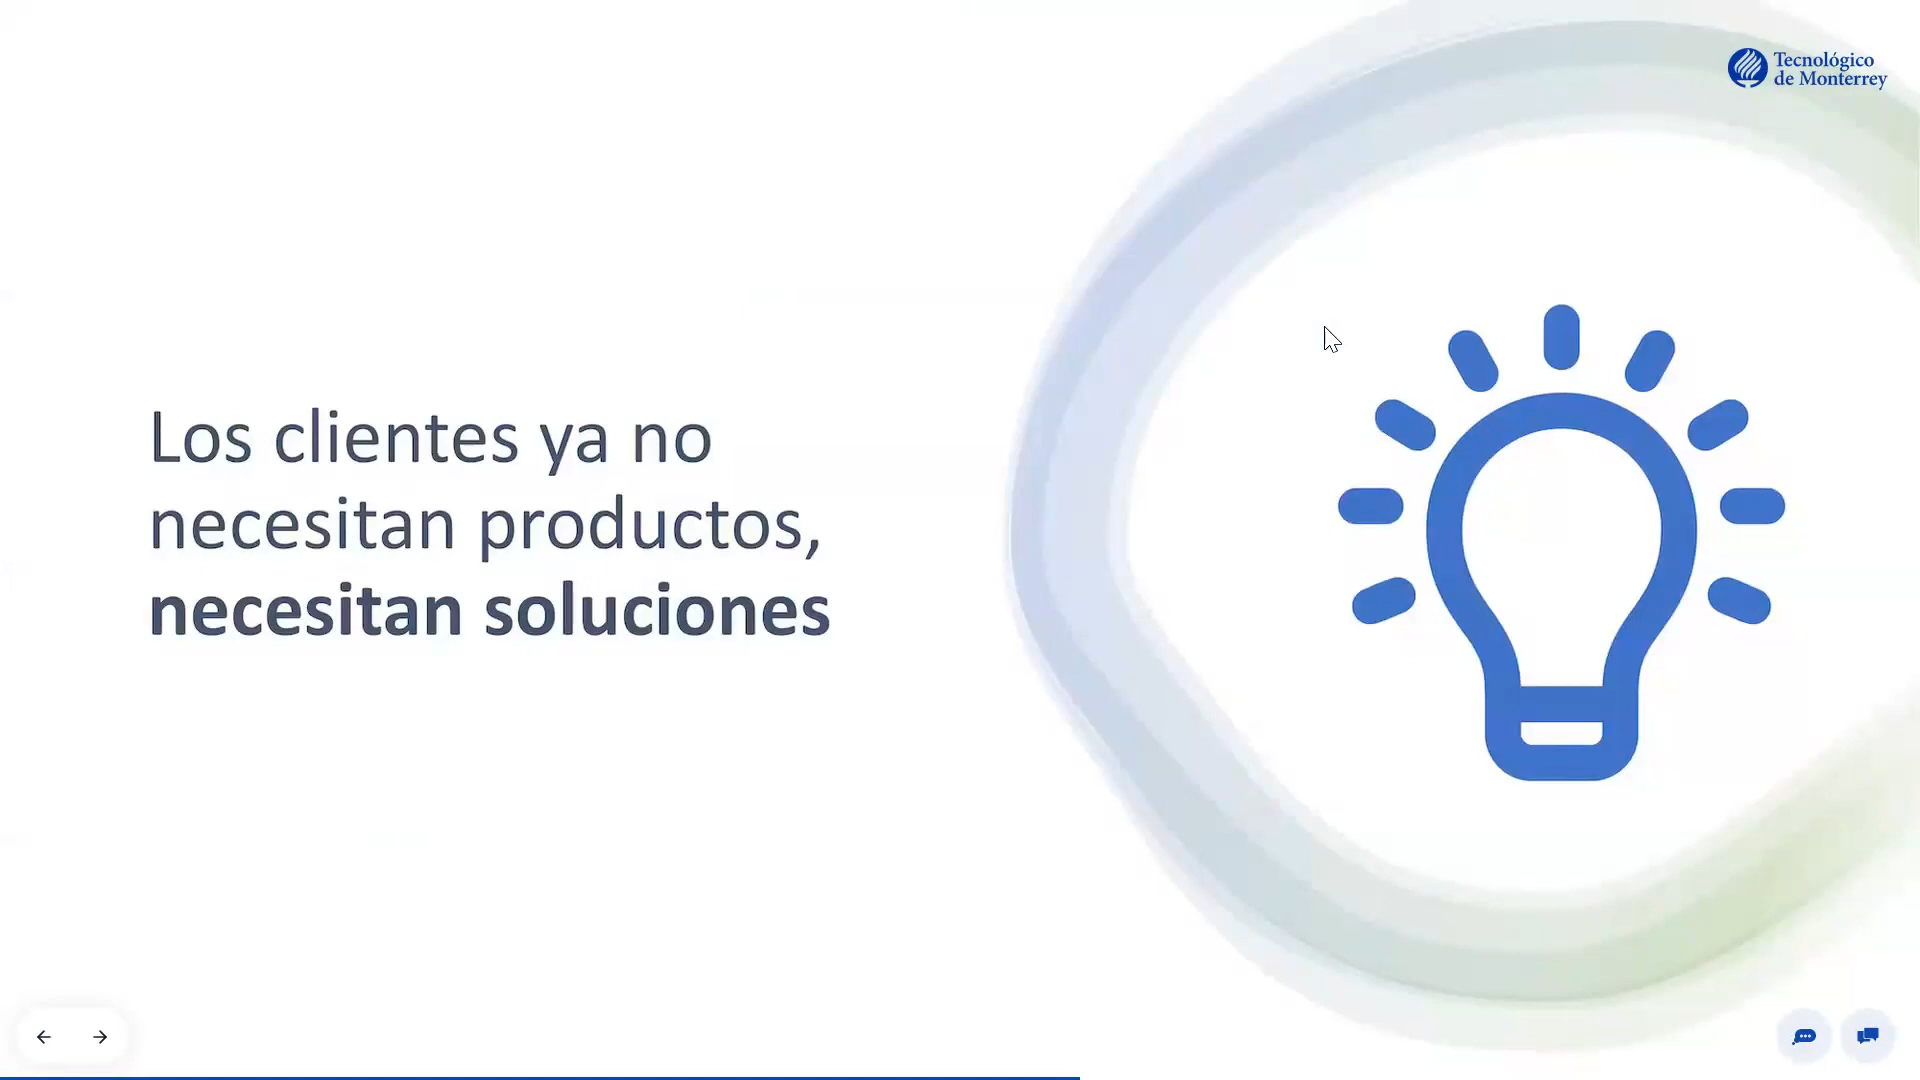 Tecnológico
de Monterrey
Los clientes ya no
necesitan productos,
necesitan soluciones